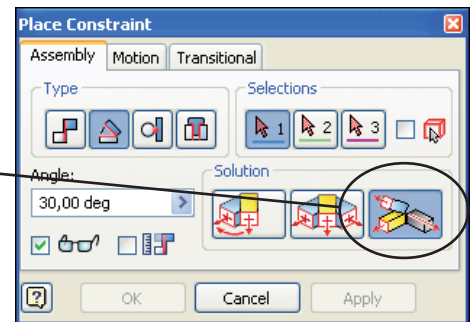 Place Constraint
Assembly Motion Transitional
Type
Selections
1 2 3
Angle:
Solution
30,00 deg
OK Cancel Apply